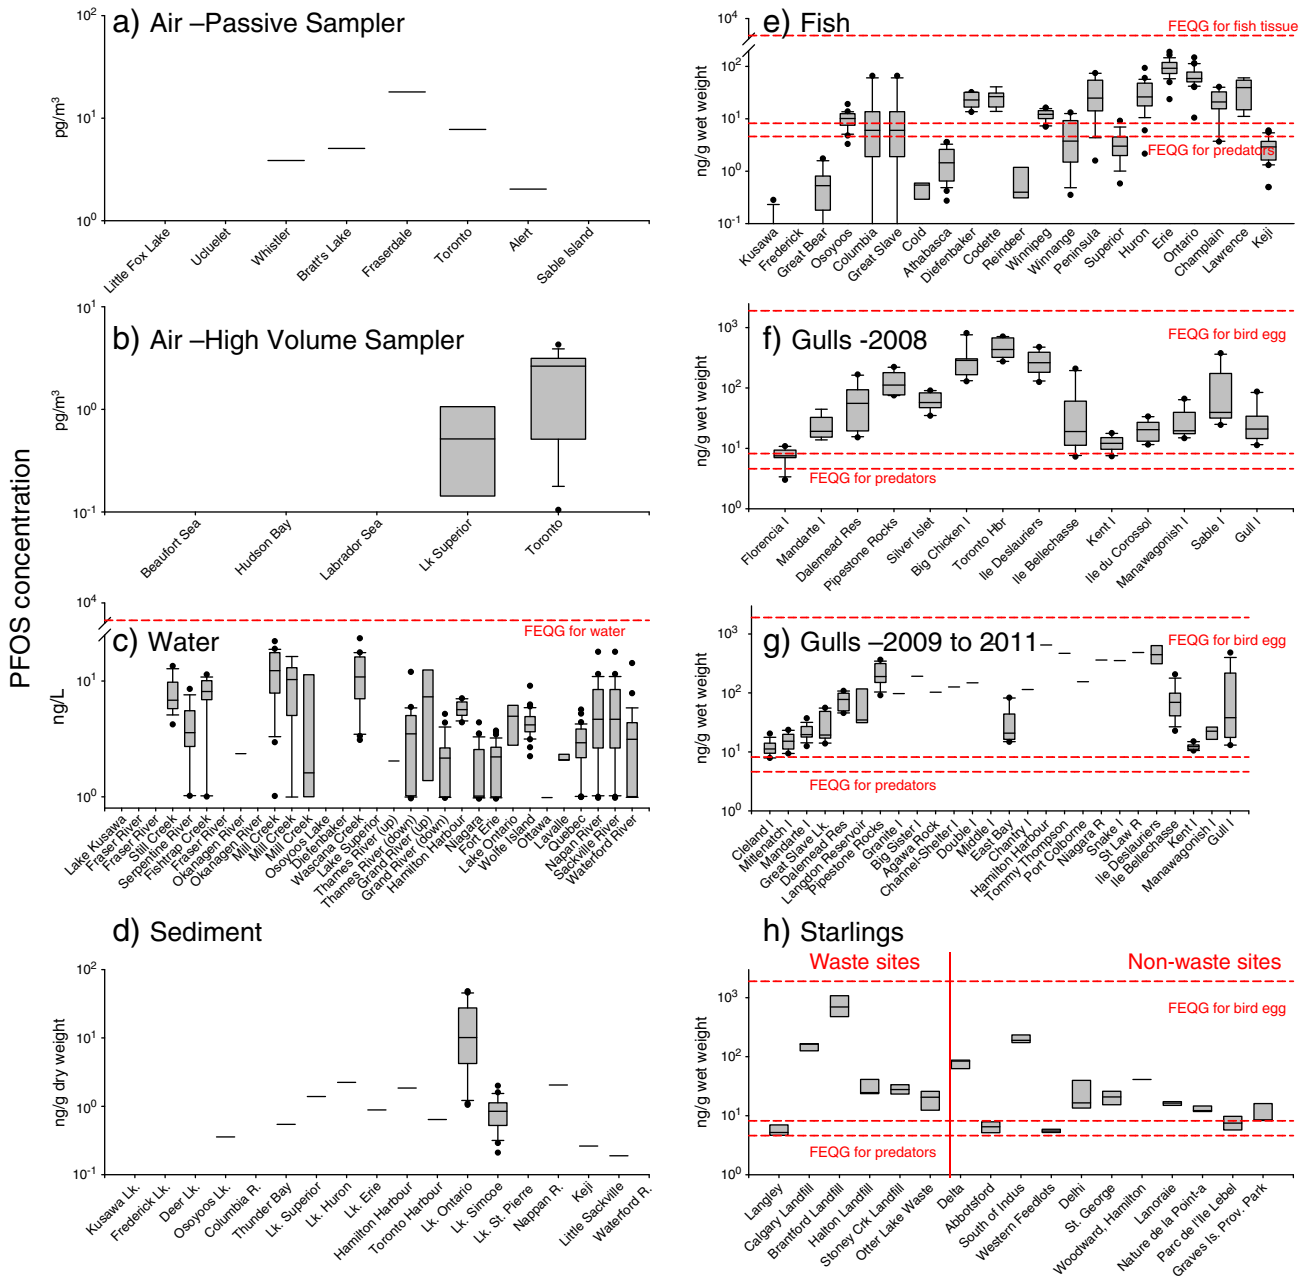 PFOS concentration
a) Air –Passive Sampler
10²
10¹
10⁰
pg/m³
Little Fox Lake
Ucluelet
Whistler
Bratt's Lake
Fraserdale
Toronto
Alert
Sable Island
b) Air –High Volume Sampler
10¹
10⁰
10⁻¹
pg/m³
Beaufort Sea
Hudson Bay
Labrador Sea
Lk Superior
Toronto
c) Water
10⁴
10¹
10⁰
ng/L
FEQG for water
Lake Kusawa
Fraser River
Fraser River
Still Creek
Serpentine River
Fishtrap Creek
Fraser River
Okanagen River
Okanagen River
Mill Creek
Mill Creek
Mill Creek
Osoyoos Lake
Diefenbaker
Wascana Creek
Lake Superior
Thames River (up)
Thames River (down)
Grand River (up)
Grand River (down)
Hamilton Harbour
Niagara
Fort Erie
Lake Ontario
Wolfe Island
Ottawa
Lavalle
Quebec
Napan River
Sackville River
Waterford River
d) Sediment
10²
10¹
10⁰
10⁻¹
ng/g dry weight
Kusawa Lk.
Frederick Lk.
Deer Lk.
Osoyoos Lk.
Columbia R.
Thunder Bay
Lk. Superior
Lk. Huron
Lk. Erie
Hamilton Harbour
Toronto Harbour
Lk. Ontario
Lk. Simcoe
Lk. St. Pierre
Nappan R.
Keji
Little Sackville
Waterford R.
e) Fish
10⁴
10²
10¹
10⁰
10⁻¹
ng/g wet weight
FEQG for fish tissue
FEQG for predators
Kusawa
Frederick
Great Bear
Osoyoos
Columbia
Great Slave
Cold
Athabasca
Diefenbaker
Codette
Reindeer
Winnipeg
Winnange
Peninsula
Superior
Huron
Erie
Ontario
Champlain
Lawrence
Keji
f) Gulls -2008
10³
10²
10¹
10⁰
ng/g wet weight
FEQG for bird egg
FEQG for predators
Florencia I
Mandarte I
Dalemead Res
Pipestone Rocks
Silver Islet
Big Chicken I
Toronto Hbr
Ile Deslauriers
Ile Bellechasse
Kent I
Ile du Corossol
Manawagonish I
Sable I
Gull I
g) Gulls –2009 to 2011
10³
10²
10¹
10⁰
ng/g wet weight
FEQG for bird egg
FEQG for predators
Cleland I
Mittlenatch I
Mandarte I
Great Slave Lk
Dalemead Res
Langdon Reservoir
Pipestone Rocks
Granite I
Big Sister I
Agawa Rock
Channel-Shelter I
Double I
Middle I
East Bay
Chantry I
Hamilton Harbour
Tommy Thompson
Port Colborne
Niagara R
Snake I
St Law R
Ile Deslauriers
Ile Bellechasse
Kent I
Manawagonish I
Gull I
h) Starlings
Waste sites
Non-waste sites
10³
10²
10¹
10⁰
ng/g wet weight
FEQG for bird egg
FEQG for predators
Langley
Calgary Landfill
Brantford Landfill
Halton Landfill
Stoney Crk Landfill
Otter Lake Waste
Delta
Abbotsford
South of Indus
Western Feedlots
Delhi
St. George
Woodward, Hamilton
Lanoraie
Nature de la Point-a
Parc de l'Ile Lebel
Graves Is. Prov. Park